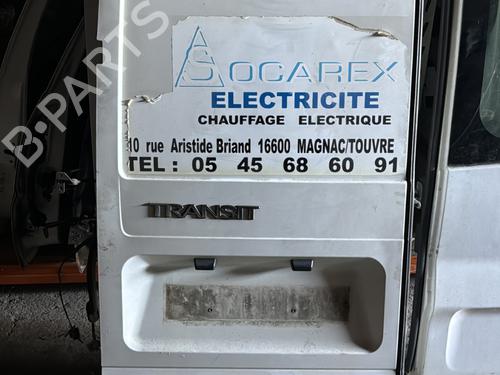 SOCAREX
ELECTRICITE
CHAUFFAGE ELECTRIQUE
10 rue Aristide Briand 16600 MAGNAC/TOUVRE
TEL : 05 45 68 60 91
TRANSIT
B-PARTS